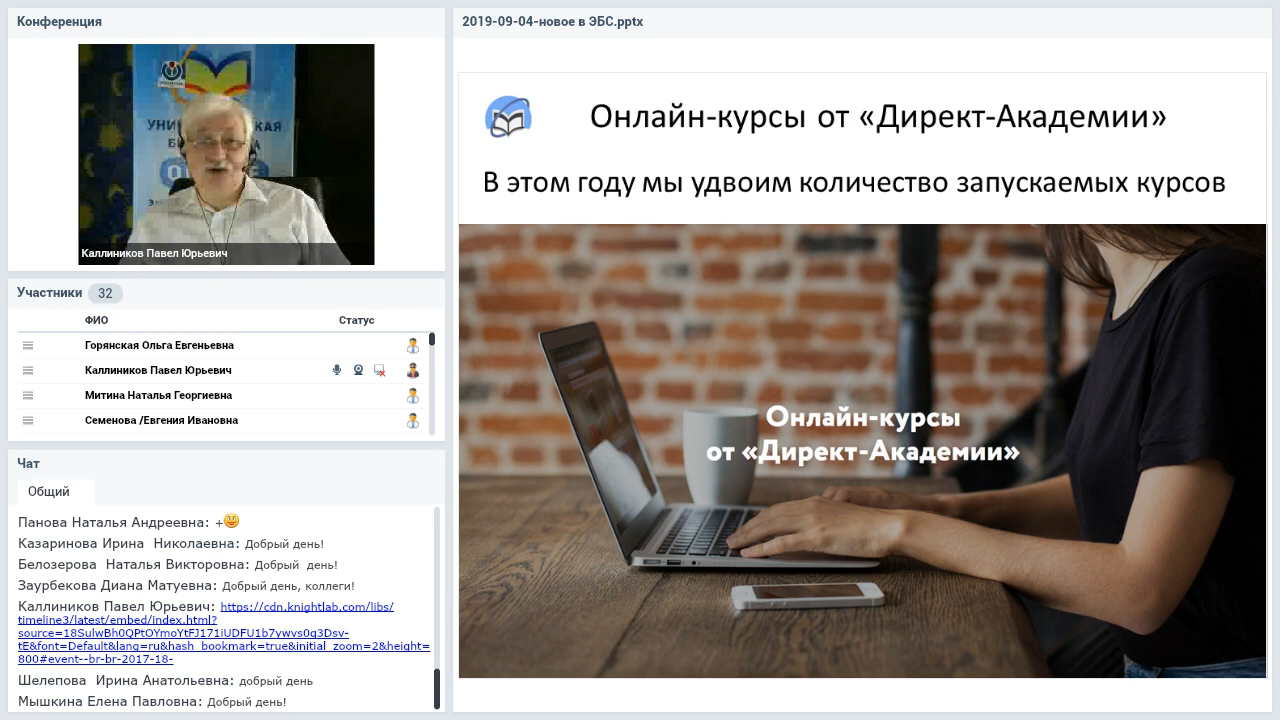 Конференция
УНИ
СКАЯ
Каллиников Павел Юрьевич
Участники 32
ФИО Статус
Горянская Ольга Евгеньевна
Каллиников Павел Юрьевич
Митина Наталья Георгиевна
Семенова /Евгения Ивановна
Чат
Общий
Панова Наталья Андреевна: +
Казаринова Ирина Николаевна: Добрый день!
Белозерова Наталья Викторовна: Добрый день!
Заурбекова Диана Матуевна: Добрый день, коллеги!
Каллиников Павел Юрьевич: https://cdn.knightlab.com/libs/
timeline3/latest/embed/index.html?
source=18SulwBh0QPtOYmoYtFJ171iUDFU1b7ywvs0q3Dsv-
tE&font=Default&lang=ru&hash_bookmark=true&initial_zoom=2&height=
800#event--br-br-2017-18-
Шелепова Ирина Анатольевна: добрый день
Мышкина Елена Павловна: Добрый день!
2019-09-04-новое в ЭБС.pptx
Онлайн-курсы от «Директ-Академии»
В этом году мы удвоим количество запускаемых курсов
Онлайн-курсы
от «Директ-Академии»